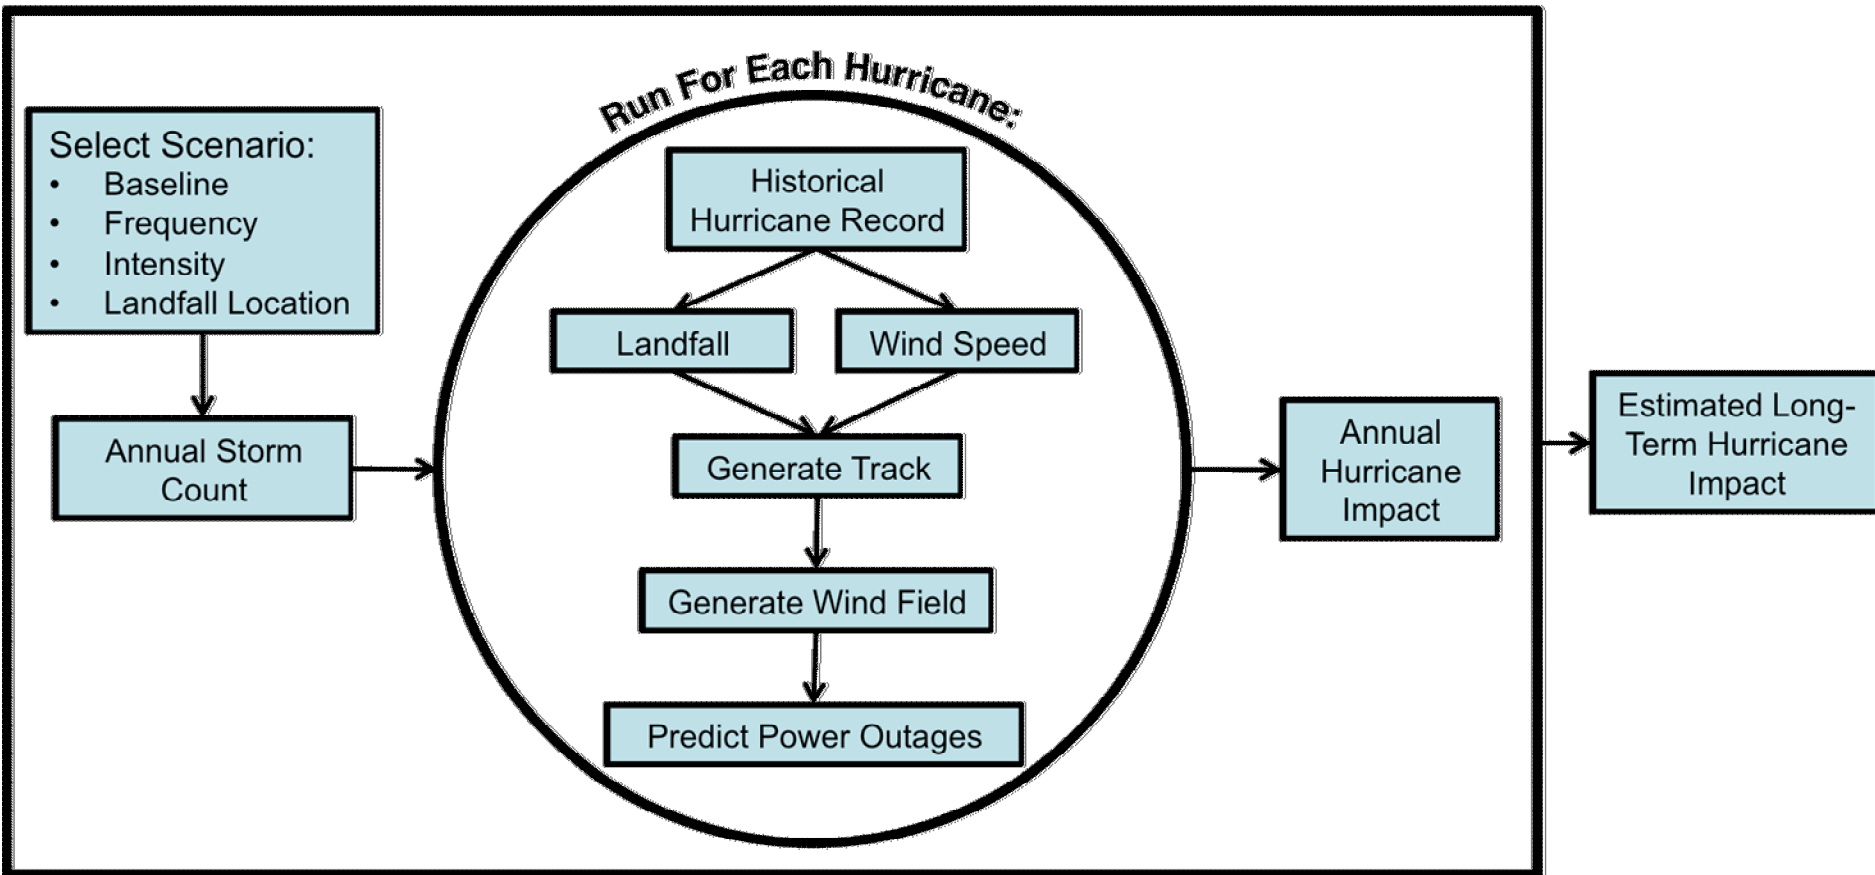 Run For Each Hurricane:
Select Scenario:
• Baseline
• Frequency
• Intensity
• Landfall Location
Annual Storm
Count
Historical
Hurricane Record
Landfall
Wind Speed
Generate Track
Generate Wind Field
Predict Power Outages
Annual
Hurricane
Impact
Estimated Long-
Term Hurricane
Impact